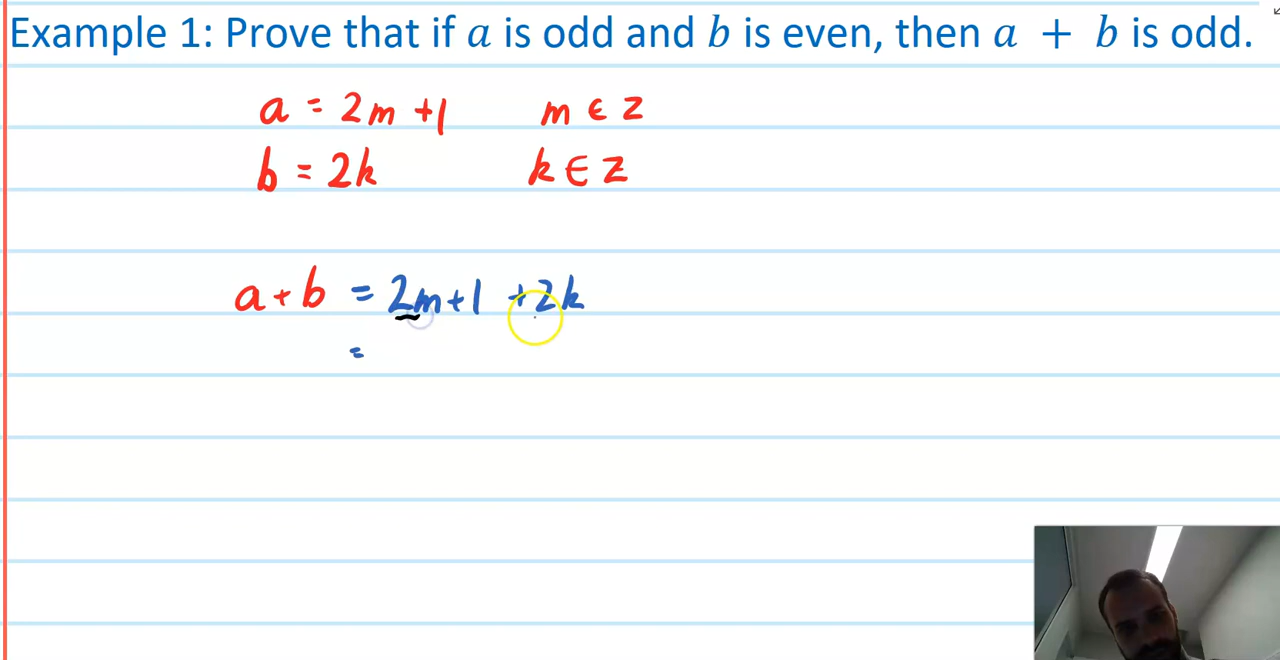 Example 1: Prove that if a is odd and b is even, then a + b is odd.
a = 2m +1 m ∈ Z
b = 2k k ∈ Z
a + b = 2m+1 +2k
=